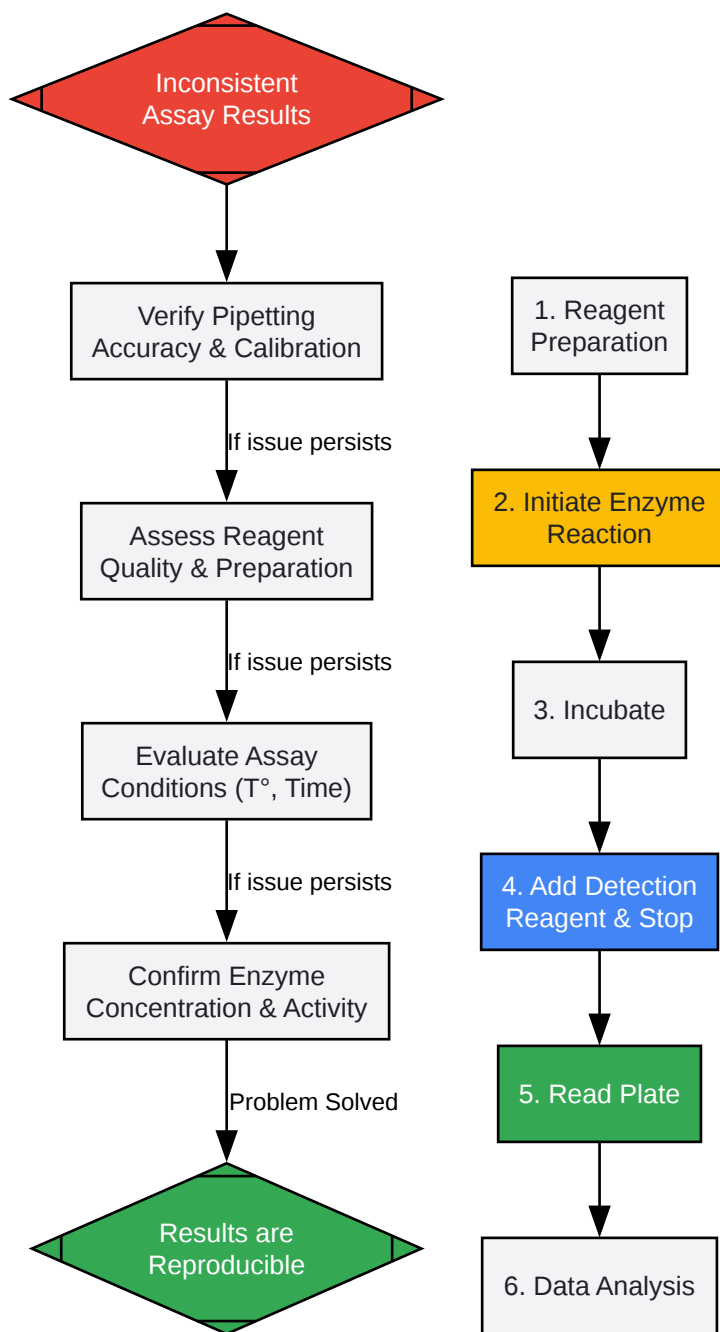 Inconsistent
Assay Results
Verify Pipetting
Accuracy & Calibration
If issue persists
Assess Reagent
Quality & Preparation
If issue persists
Evaluate Assay
Conditions (T°, Time)
If issue persists
Confirm Enzyme
Concentration & Activity
Problem Solved
Results are
Reproducible
1. Reagent
Preparation
2. Initiate Enzyme
Reaction
3. Incubate
4. Add Detection
Reagent & Stop
5. Read Plate
6. Data Analysis